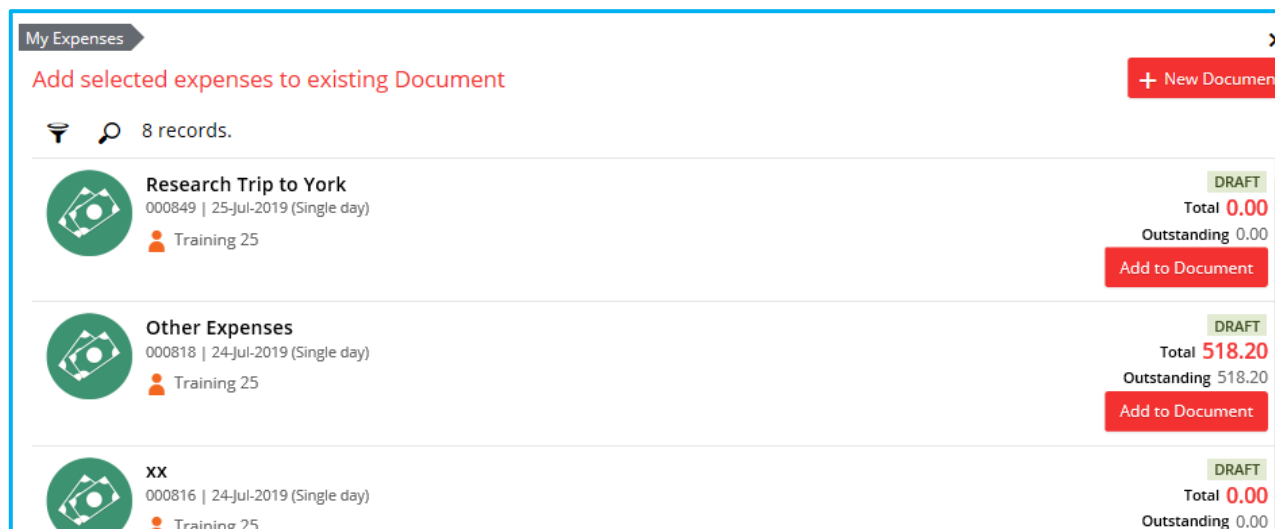 My Expenses
Add selected expenses to existing Document
+ New Documen
8 records.
Research Trip to York
DRAFT
000849 | 25-Jul-2019 (Single day)
Total 0.00
Training 25
Outstanding 0.00
Add to Document
Other Expenses
DRAFT
000818 | 24-Jul-2019 (Single day)
Total 518.20
Training 25
Outstanding 518.20
Add to Document
xx
DRAFT
000816 | 24-Jul-2019 (Single day)
Total 0.00
Training 25
Outstanding 0.00